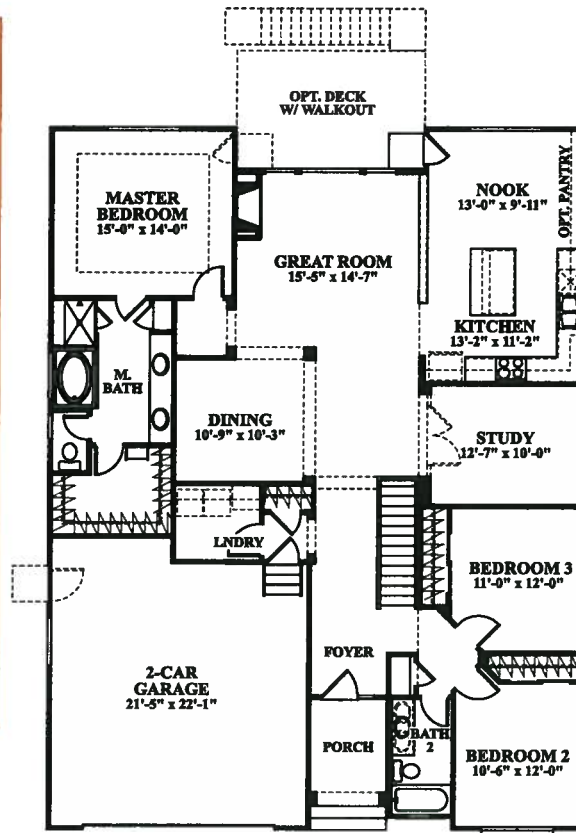 OPT. DECK
W/ WALKOUT
MASTER
BEDROOM
15'-0" x 14'-0"
NOOK
13'-0" x 9'-11"
OPT. PANTRY
GREAT ROOM
15'-5" x 14'-7"
KITCHEN
13'-2" x 11'-2"
M.
BATH
DINING
10'-9" x 10'-3"
STUDY
12'-7" x 10'-0"
LNDRY
BEDROOM 3
11'-0" x 12'-0"
FOYER
2-CAR
GARAGE
21'-5" x 22'-1"
PORCH
BATH
2
BEDROOM 2
10'-6" x 12'-0"